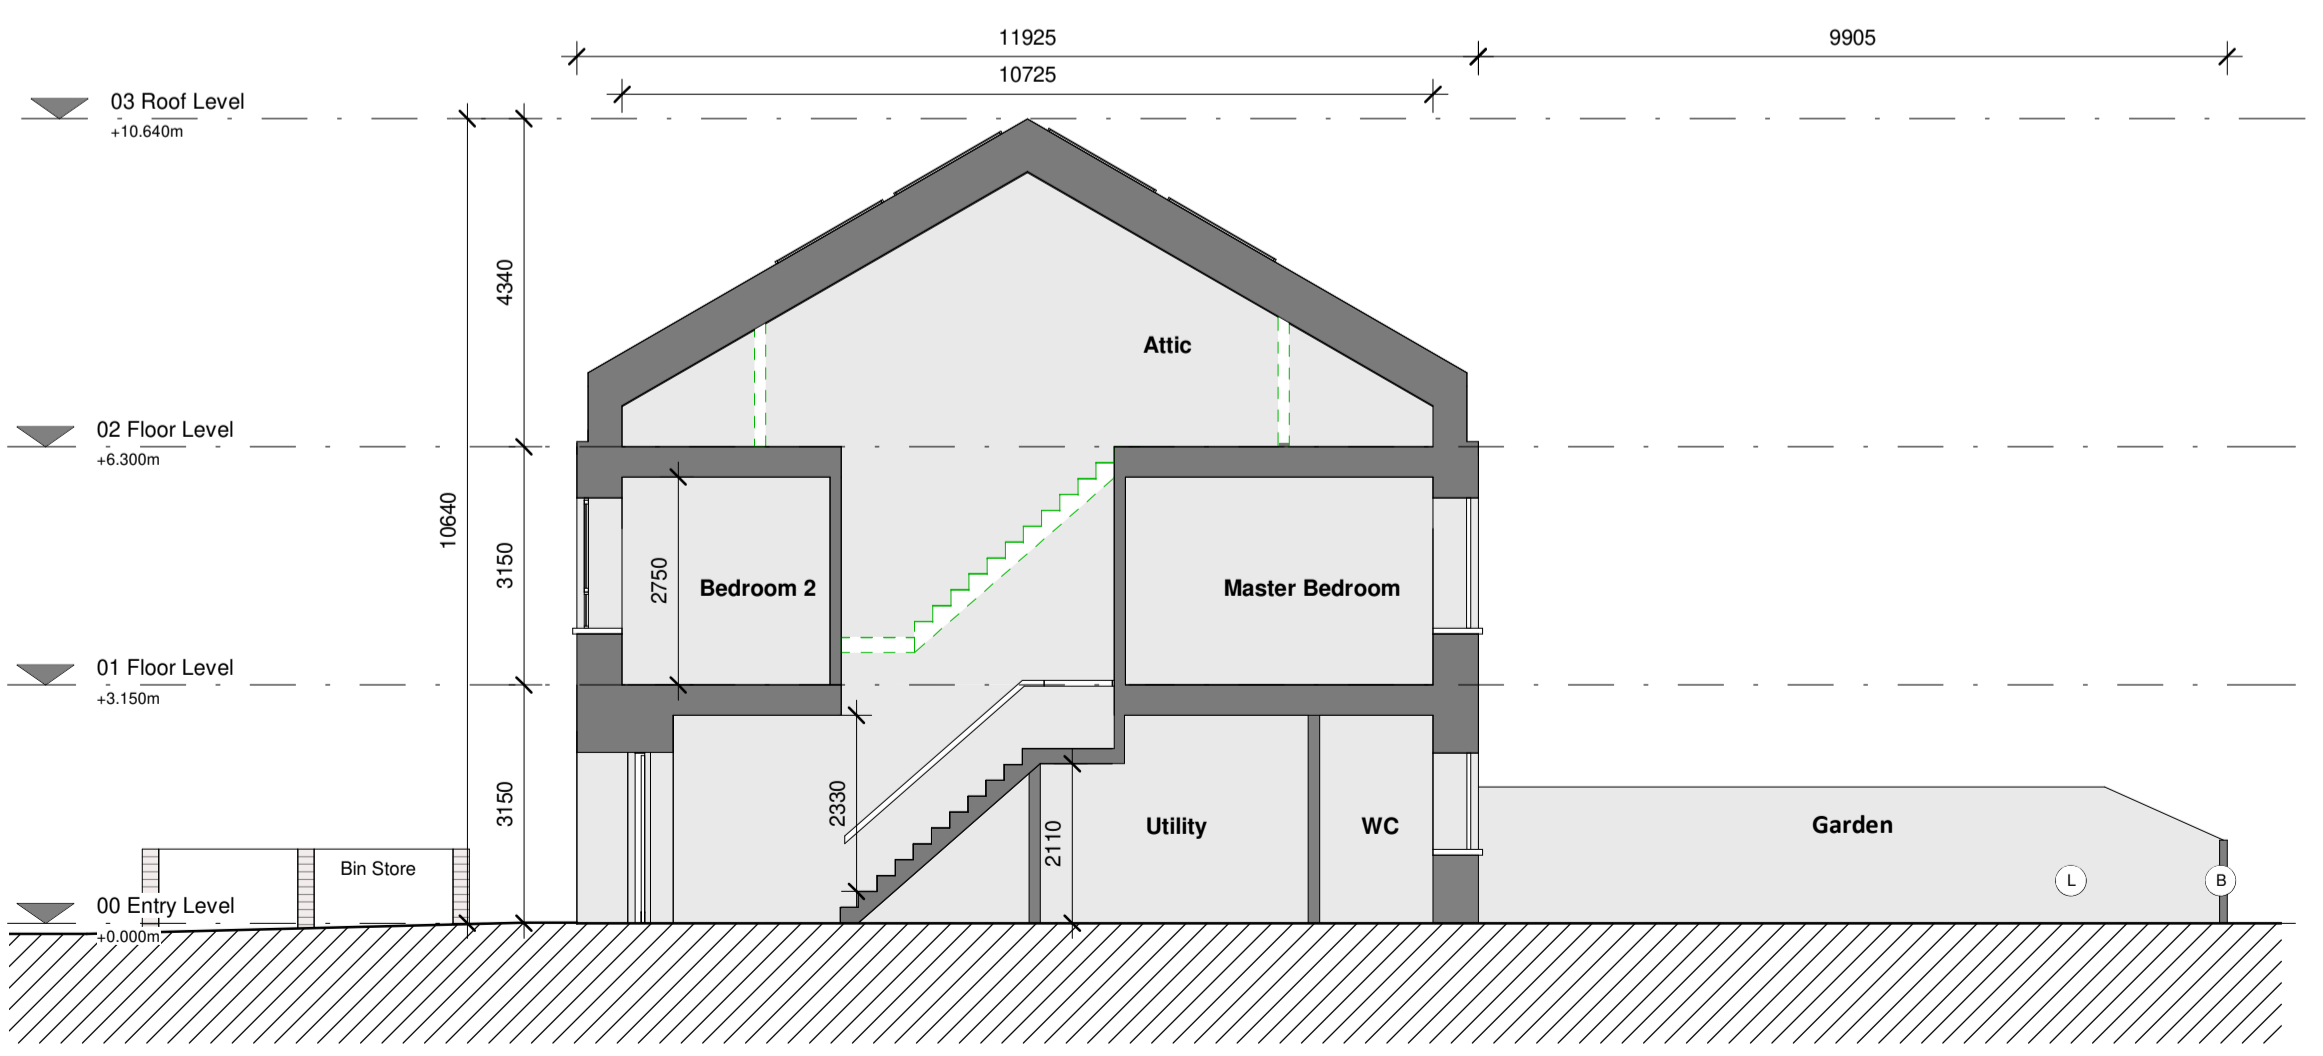 11925
9905
10725
03 Roof Level
+10.640m
4340
Attic
02 Floor Level
+6.300m
10640
3150
2750
Bedroom 2
Master Bedroom
01 Floor Level
+3.150m
3150
2330
2110
Utility
WC
Garden
Bin Store
L
B
00 Entry Level
+0.000m